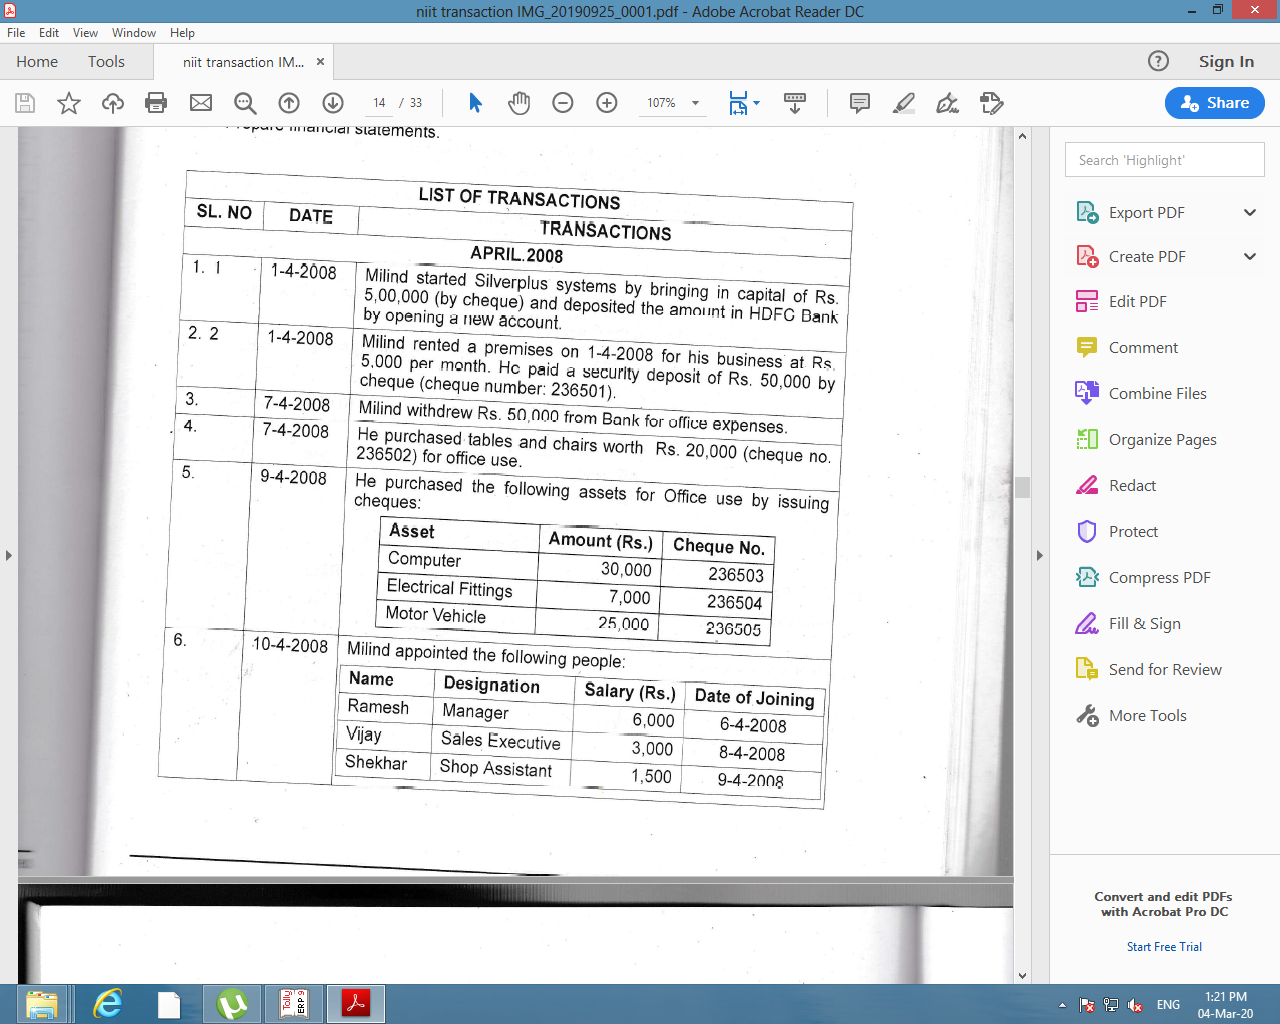 niit transaction IMG_20190925_0001.pdf - Adobe Acrobat Reader DC
File Edit View Window Help
Home Tools niit transaction IM... × ? Sign In
14 / 33 107% Share
Prepare financial statements.
LIST OF TRANSACTIONS
SL. NO DATE TRANSACTIONS
APRIL.2008
1. 1 1-4-2008 Milind started Silverplus systems by bringing in capital of Rs.
5,00,000 (by cheque) and deposited the amount in HDFC Bank
by opening a new account.
2. 2 1-4-2008 Milind rented a premises on 1-4-2008 for his business at Rs.
5,000 per month. He paid a security deposit of Rs. 50,000 by
cheque (cheque number: 236501).
3. 7-4-2008 Milind withdrew Rs. 50,000 from Bank for office expenses.
4. 7-4-2008 He purchased tables and chairs worth Rs. 20,000 (cheque no.
236502) for office use.
5. 9-4-2008 He purchased the following assets for Office use by issuing
cheques:
Asset Amount (Rs.) Cheque No.
Computer 30,000 236503
Electrical Fittings 7,000 236504
Motor Vehicle 25,000 236505
6. 10-4-2008 Milind appointed the following people:
Name Designation Salary (Rs.) Date of Joining
Ramesh Manager 6,000 6-4-2008
Vijay Sales Executive 3,000 8-4-2008
Shekhar Shop Assistant 1,500 9-4-2008
Search 'Highlight'
Export PDF
Create PDF
Edit PDF
Comment
Combine Files
Organize Pages
Redact
Protect
Compress PDF
Fill & Sign
Send for Review
More Tools
Convert and edit PDFs
with Acrobat Pro DC
Start Free Trial
Tally
ERP 9
ENG 1:21 PM
04-Mar-20